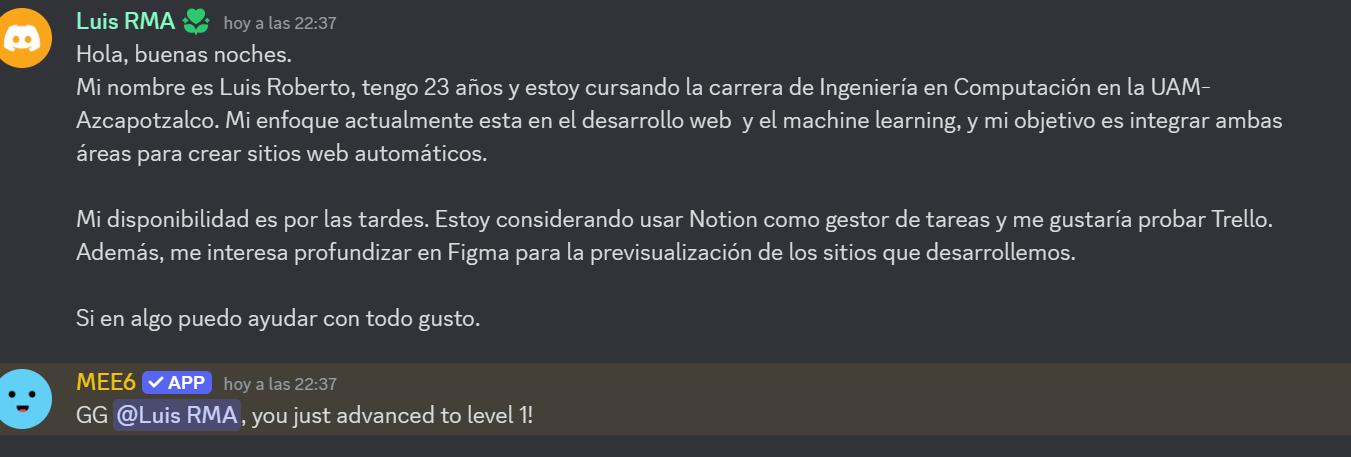 Luis RMA hoy a las 22:37
Hola, buenas noches.
Mi nombre es Luis Roberto, tengo 23 años y estoy cursando la carrera de Ingeniería en Computación en la UAM-
Azcapotzalco. Mi enfoque actualmente esta en el desarrollo web  y el machine learning, y mi objetivo es integrar ambas
áreas para crear sitios web automáticos.
Mi disponibilidad es por las tardes. Estoy considerando usar Notion como gestor de tareas y me gustaría probar Trello.
Además, me interesa profundizar en Figma para la previsualización de los sitios que desarrollemos.
Si en algo puedo ayudar con todo gusto.
MEE6 APP hoy a las 22:37
GG @Luis RMA, you just advanced to level 1!